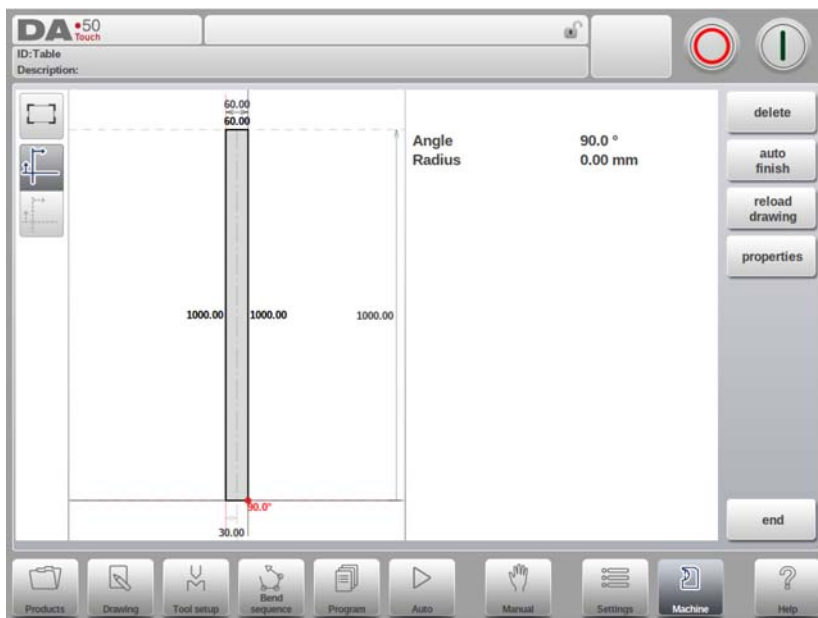 DA•50
Touch
ID:Table
Description:
60.00
60.00
1000.00
1000.00
1000.00
90.0°
30.00
Angle 90.0 °
Radius 0.00 mm
delete
auto
finish
reload
drawing
properties
end
Products
Drawing
Tool setup
Bend
sequence
Program
Auto
Manual
Settings
Machine
Help